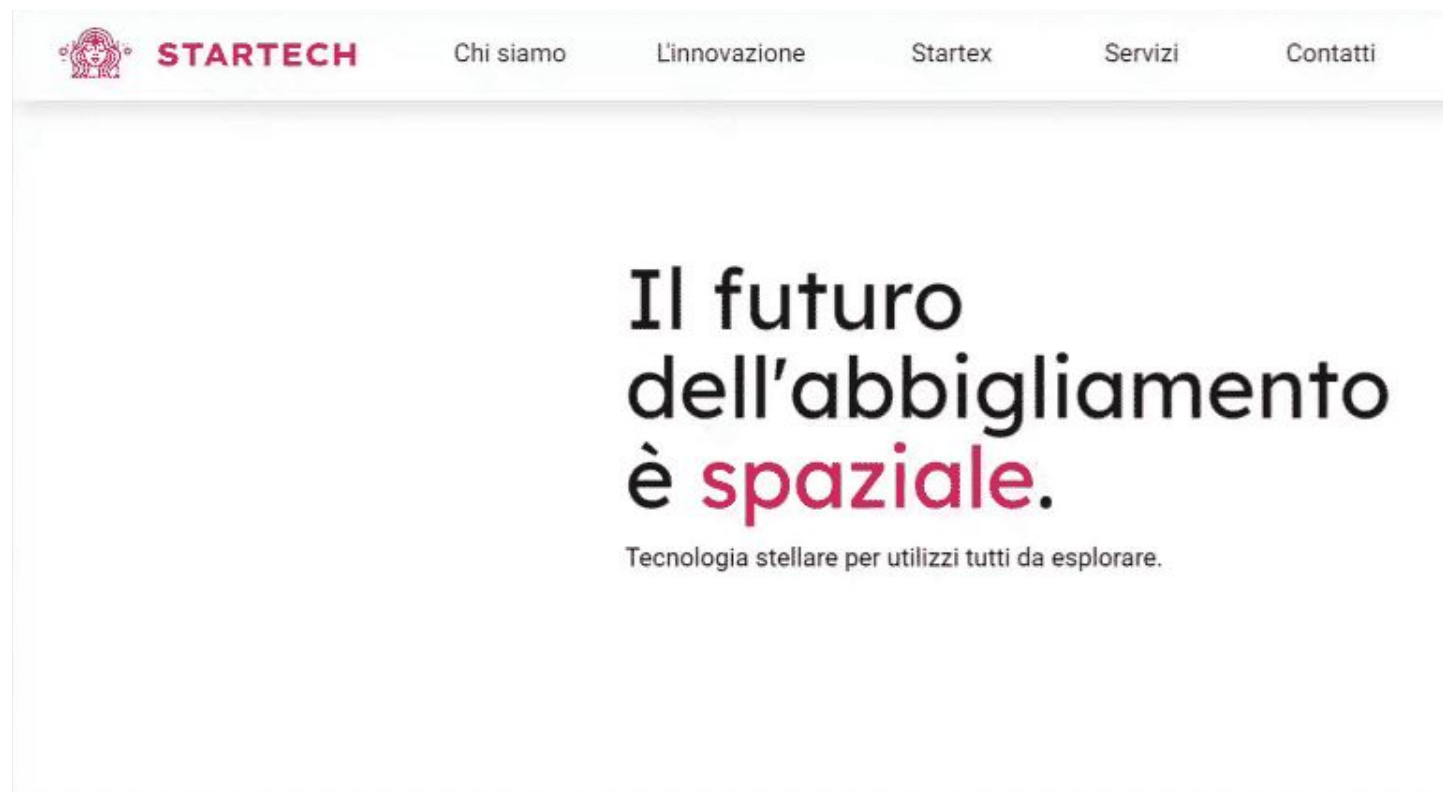 STARTECH Chi siamo L'innovazione Startex Servizi Contatti
Il futuro
dell'abbigliamento
è spaziale.
Tecnologia stellare per utilizzi tutti da esplorare.